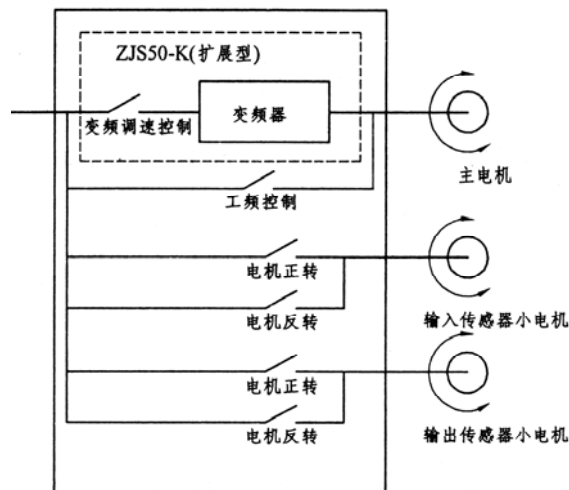 ZJS50-K(扩展型)
变频器
变频调速控制
主电机
工频控制
电机正转
电机反转
输入传感器小电机
电机正转
电机反转
输出传感器小电机